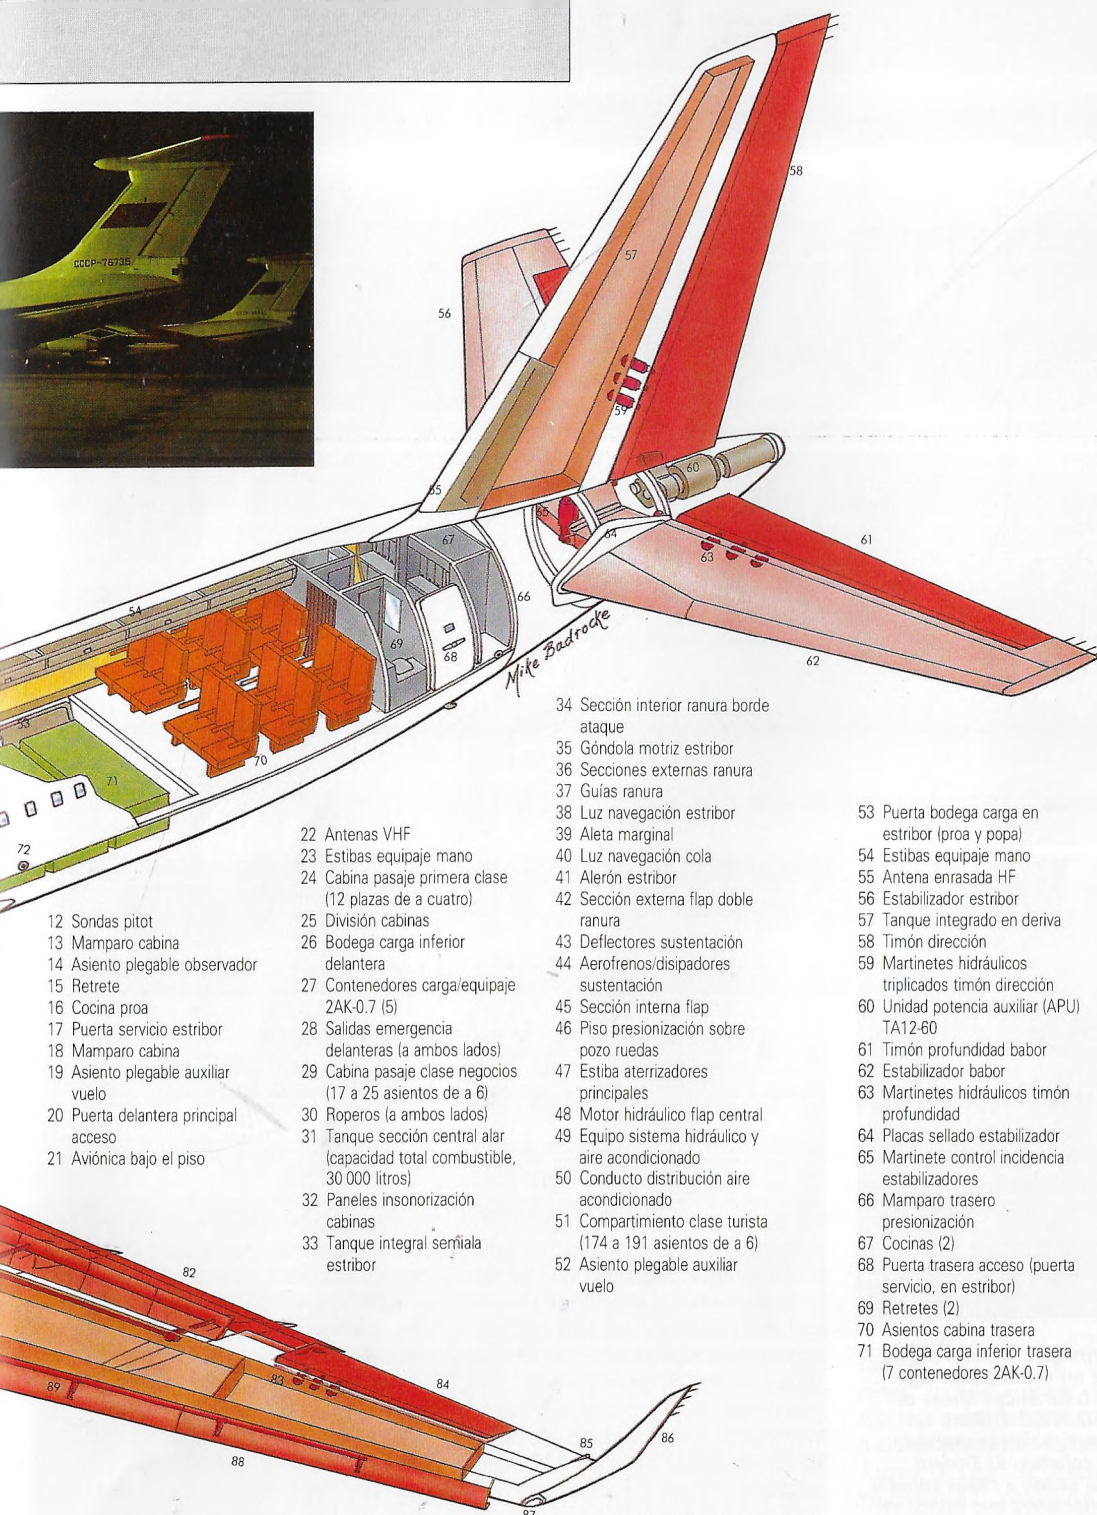 CCCP-76735
58
57
56
59
60
55
67
65
64
63
61
66
54
69
68
62
Mike Badrocke
53
70
71
72
12 Sondas pitot
13 Mamparo cabina
14 Asiento plegable observador
15 Retrete
16 Cocina proa
17 Puerta servicio estribor
18 Mamparo cabina
19 Asiento plegable auxiliar
vuelo
20 Puerta delantera principal
acceso
21 Aviónica bajo el piso
22 Antenas VHF
23 Estibas equipaje mano
24 Cabina pasaje primera clase
(12 plazas de a cuatro)
25 División cabinas
26 Bodega carga inferior
delantera
27 Contenedores carga/equipaje
2AK-0.7 (5)
28 Salidas emergencia
delanteras (a ambos lados)
29 Cabina pasaje clase negocios
(17 a 25 asientos de a 6)
30 Roperos (a ambos lados)
31 Tanque sección central alar
(capacidad total combustible,
30 000 litros)
32 Paneles insonorización
cabinas
33 Tanque integral semiala
estribor
34 Sección interior ranura borde
ataque
35 Góndola motriz estribor
36 Secciones externas ranura
37 Guías ranura
38 Luz navegación estribor
39 Aleta marginal
40 Luz navegación cola
41 Alerón estribor
42 Sección externa flap doble
ranura
43 Deflectores sustentación
44 Aerofrenos/disipadores
sustentación
45 Sección interna flap
46 Piso presionización sobre
pozo ruedas
47 Estiba aterrizadores
principales
48 Motor hidráulico flap central
49 Equipo sistema hidráulico y
aire acondicionado
50 Conducto distribución aire
acondicionado
51 Compartimiento clase turista
(174 a 191 asientos de a 6)
52 Asiento plegable auxiliar
vuelo
53 Puerta bodega carga en
estribor (proa y popa)
54 Estibas equipaje mano
55 Antena enrasada HF
56 Estabilizador estribor
57 Tanque integrado en deriva
58 Timón dirección
59 Martinetes hidráulicos
triplicados timón dirección
60 Unidad potencia auxiliar (APU)
TA12-60
61 Timón profundidad babor
62 Estabilizador babor
63 Martinetes hidráulicos timón
profundidad
64 Placas sellado estabilizador
65 Martinete control incidencia
estabilizadores
66 Mamparo trasero
presionización
67 Cocinas (2)
68 Puerta trasera acceso (puerta
servicio, en estribor)
69 Retretes (2)
70 Asientos cabina trasera
71 Bodega carga inferior trasera
(7 contenedores 2AK-0.7)
82
83
84
89
88
85
86
87